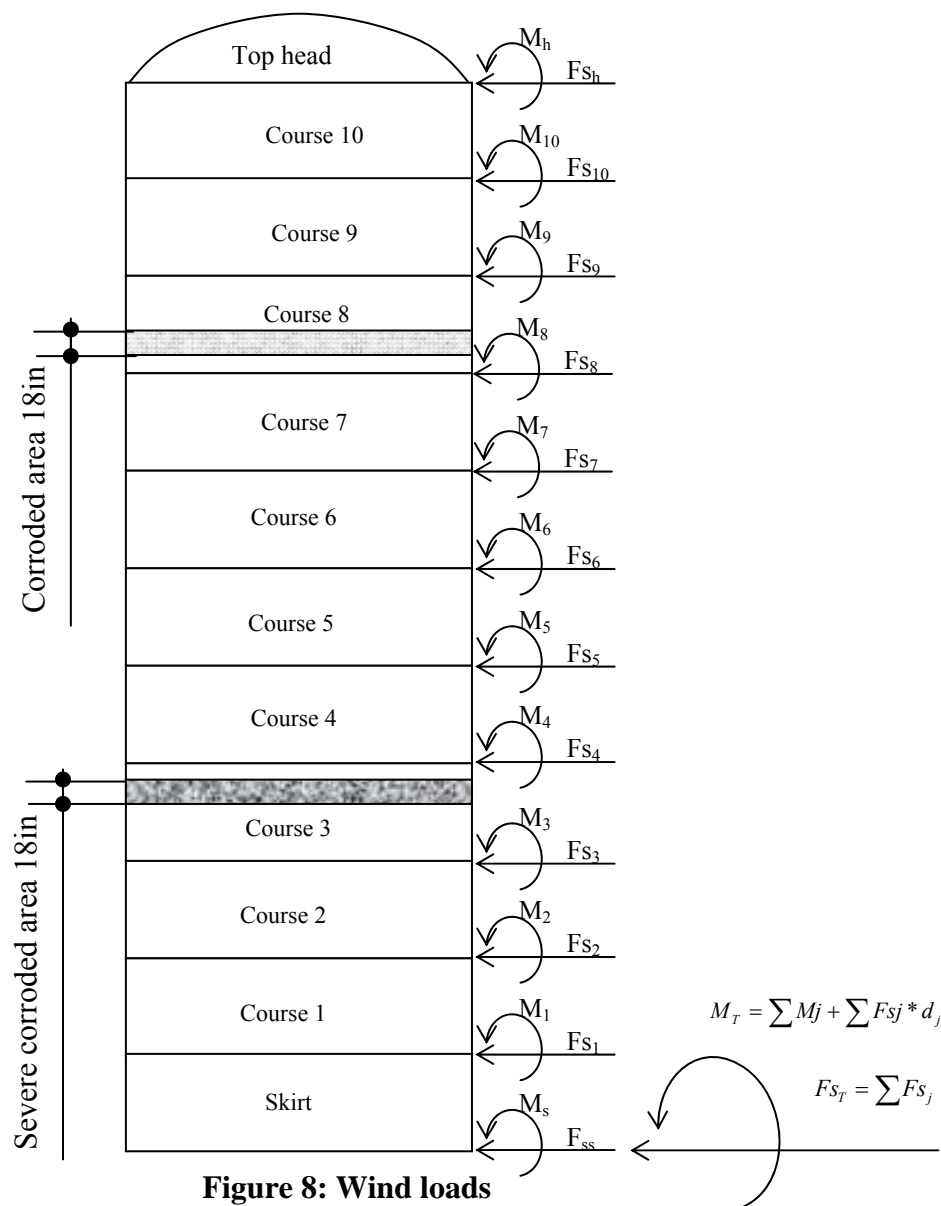 Top head
M_h
Fs_h
Course 10
M_10
Fs_10
Course 9
M_9
Fs_9
Course 8
M_8
Fs_8
Corroded area 18in
Course 7
M_7
Fs_7
Course 6
M_6
Fs_6
Course 5
M_5
Fs_5
Course 4
M_4
Fs_4
Severe corroded area 18in
Course 3
M_3
Fs_3
Course 2
M_2
Fs_2
Course 1
M_1
Fs_1
Skirt
M_s
F_ss
M_T = ∑ Mj + ∑ Fsj * d_j
Fs_T = ∑ Fs_j
Figure 8: Wind loads